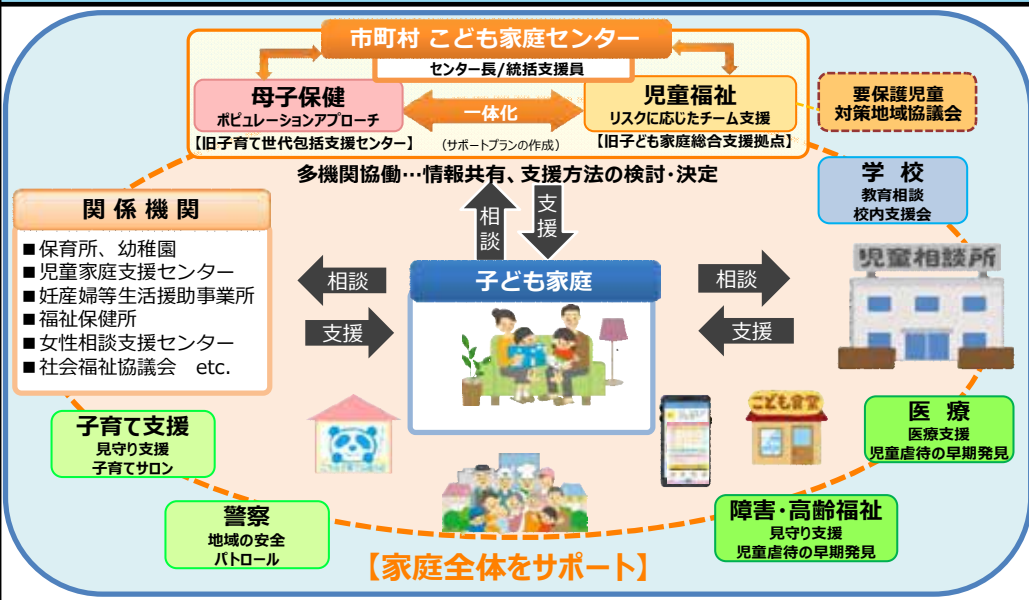 市町村 こども家庭センター
センター長/統括支援員
母子保健
ポピュレーションアプローチ
一体化
児童福祉
リスクに応じたチーム支援
【旧子育て世代包括支援センター】
（サポートプランの作成）
【旧子ども家庭総合支援拠点】
要保護児童
対策地域協議会
多機関協働…情報共有、支援方法の検討・決定
学 校
教育相談
校内支援会
関 係 機 関
■保育所、幼稚園
■児童家庭支援センター
■妊産婦等生活援助事業所
■福祉保健所
■女性相談支援センター
■社会福祉協議会　etc.
相談
支援
子ども家庭
相談
支援
相談
支援
児童相談所
こども食堂
子育て支援
見守り支援
子育てサロン
医 療
医療支援
児童虐待の早期発見
警察
地域の安全
パトロール
障害・高齢福祉
見守り支援
児童虐待の早期発見
【家庭全体をサポート】